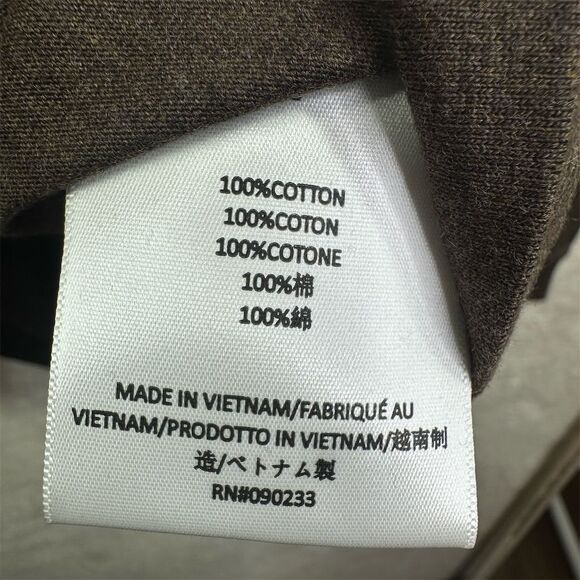 100%COTTON
100%COTON
100%COTONE
100%棉
100%綿
MADE IN VIETNAM/FABRIQUÉ AU
VIETNAM/PRODOTTO IN VIETNAM/越南制
造/ベトナム製
RN#090233